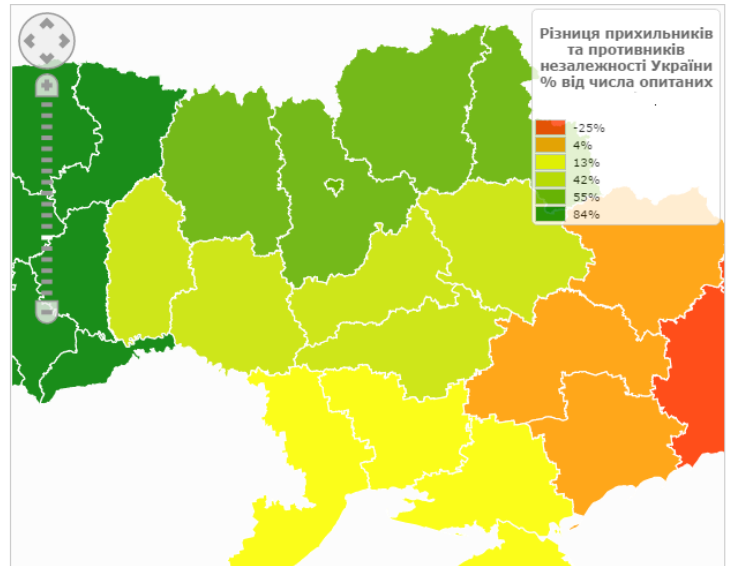 Різниця прихильників
та противників
незалежності України
% від числа опитаних
-25%
4%
13%
42%
55%
84%